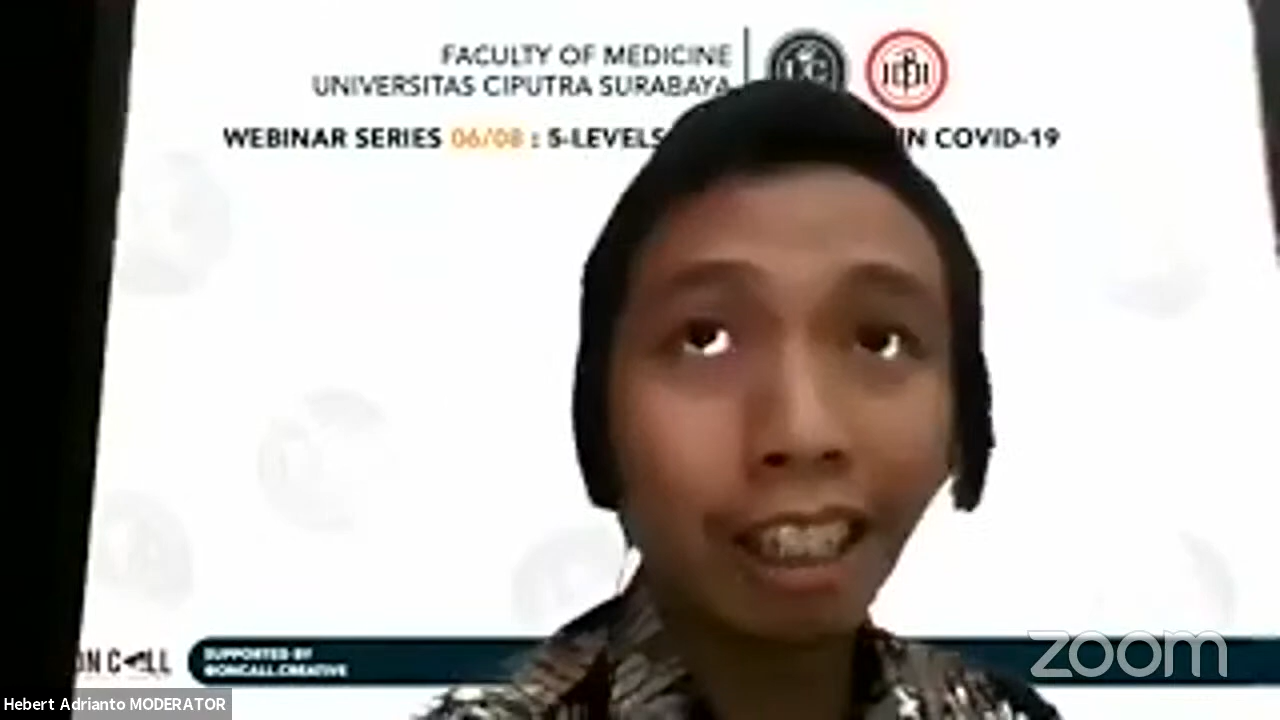 FACULTY OF MEDICINE
UNIVERSITAS CIPUTRA SURABAYA
WEBINAR SERIES 06/08 : 5-LEVELS IN COVID-19
ON CALL
SUPPORTED BY
@ONCALL.CREATIVE
zoom
Hebert Adrianto MODERATOR